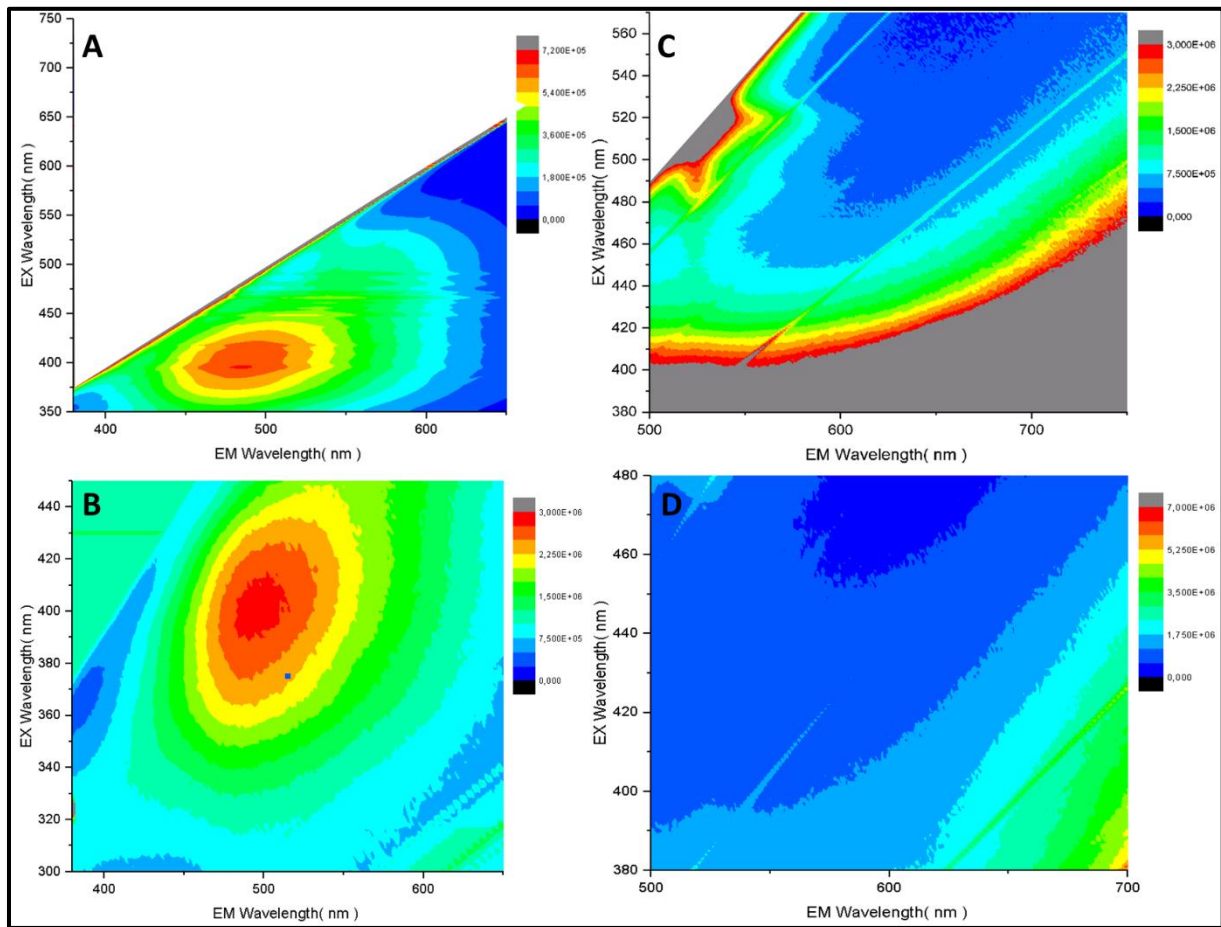 A
750
700
650
600
550
500
450
400
350
400
500
600
EX Wavelength( nm )
EM Wavelength( nm )
7,200E+05
5,400E+05
3,600E+05
1,800E+05
0,000
C
560
540
520
500
480
460
440
420
400
380
500
600
700
EX Wavelength( nm )
EM Wavelength( nm )
3,000E+06
2,250E+06
1,500E+06
7,500E+05
0,000
B
440
420
400
380
360
340
320
300
400
500
600
EX Wavelength( nm )
EM Wavelength( nm )
3,000E+06
2,250E+06
1,500E+06
7,500E+05
0,000
D
480
460
440
420
400
380
500
600
700
EX Wavelength( nm )
EM Wavelength( nm )
7,000E+06
5,250E+06
3,500E+06
1,750E+06
0,000